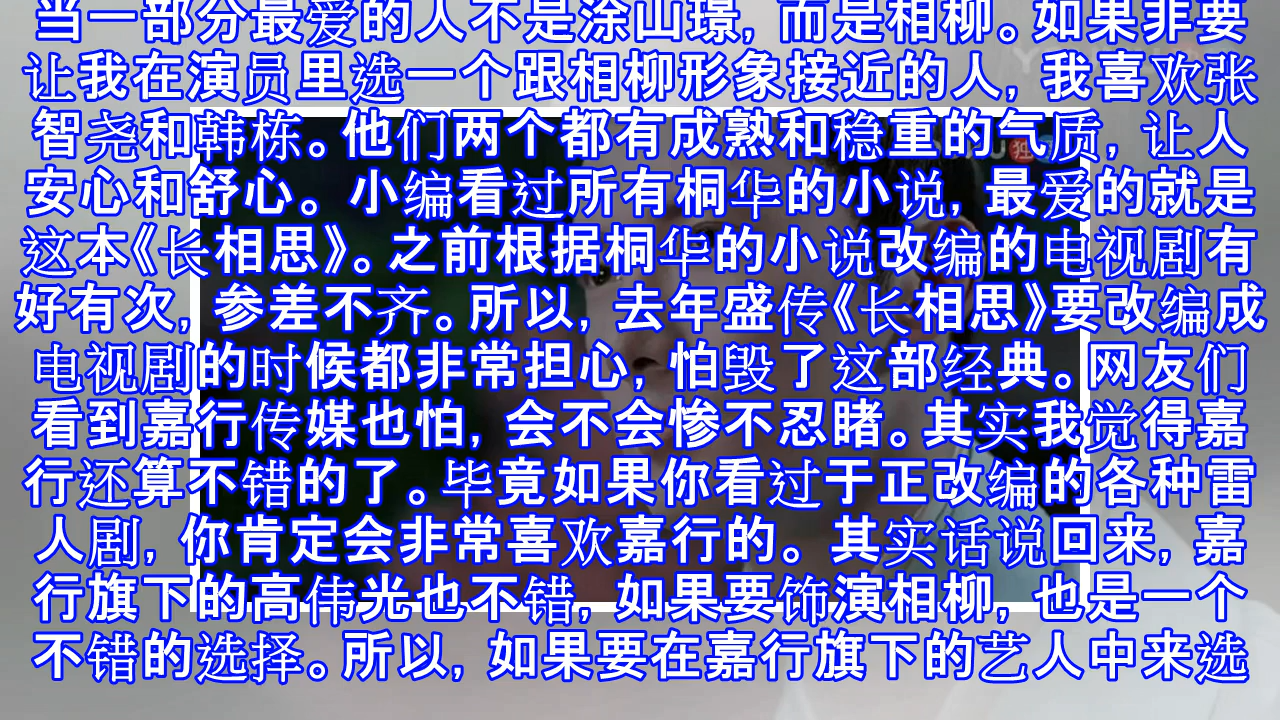 当一部分最爱的人不是涂山璟，而是相柳。如果非要
让我在演员里选一个跟相柳形象接近的人，我喜欢张
智尧和韩栋。他们两个都有成熟和稳重的气质，让人
安心和舒心。小编看过所有桐华的小说，最爱的就是
这本《长相思》。之前根据桐华的小说改编的电视剧有
好有次，参差不齐。所以，去年盛传《长相思》要改编成
电视剧的时候都非常担心，怕毁了这部经典。网友们
看到嘉行传媒也怕，会不会惨不忍睹。其实我觉得嘉
行还算不错的了。毕竟如果你看过于正改编的各种雷
人剧，你肯定会非常喜欢嘉行的。其实话说回来，嘉
行旗下的高伟光也不错，如果要饰演相柳，也是一个
不错的选择。所以，如果要在嘉行旗下的艺人中来选